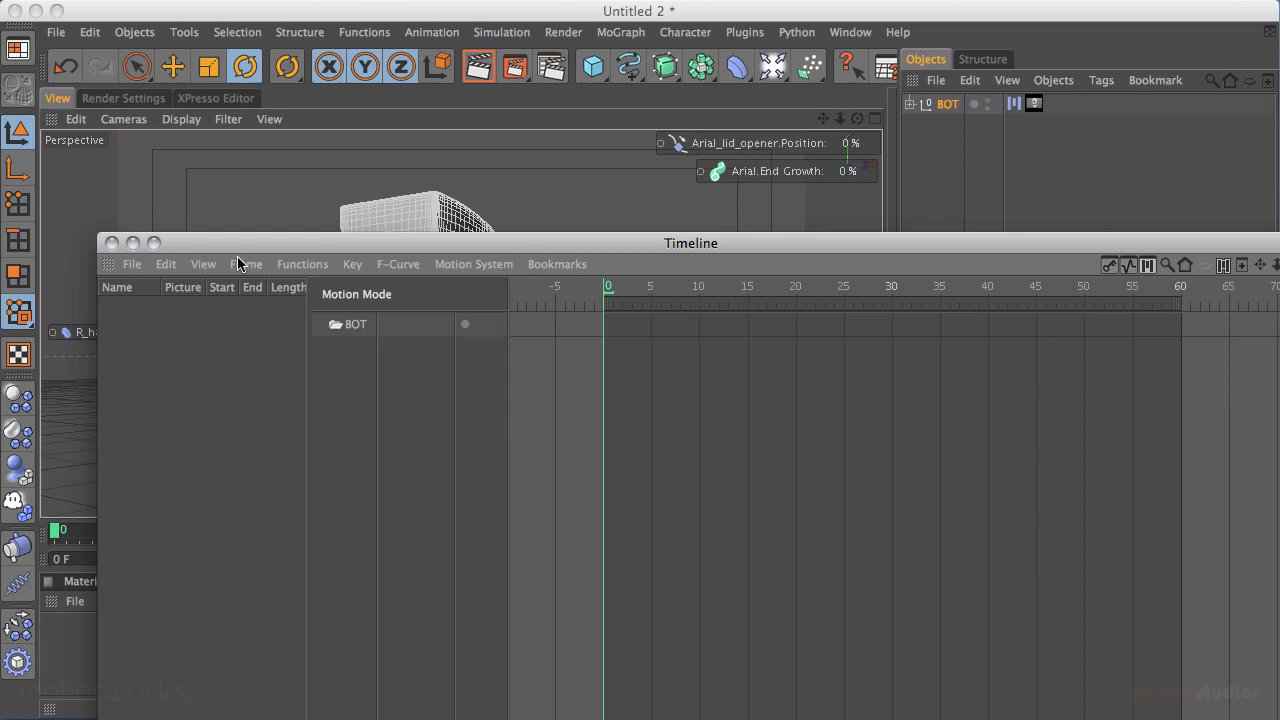 Untitled 2 *
File Edit Objects Tools Selection Structure Functions Animation Simulation Render MoGraph Character Plugins Python Window Help
View Render Settings XPresso Editor
Edit Cameras Display Filter View
Perspective
Arial_lid_opener.Position: 0 %
Arial.End Growth: 0 %
Objects Structure
File Edit View Objects Tags Bookmark
BOT
Timeline
File Edit View Frame Functions Key F-Curve Motion System Bookmarks
Name Picture Start End Length
Motion Mode
-5 0 5 10 15 20 25 30 35 40 45 50 55 60 65 70
BOT
0
0 F
File
motionworks
studios